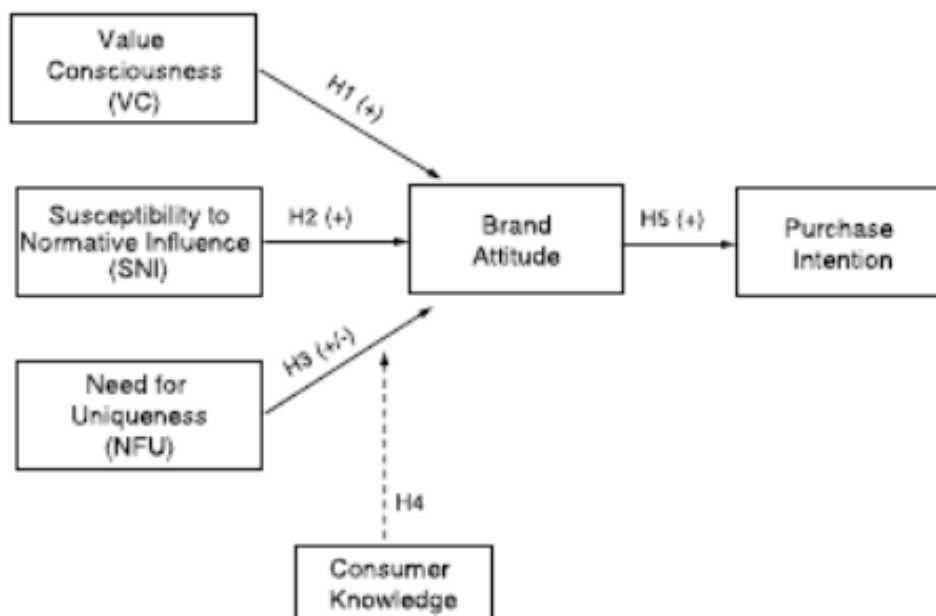 Value
Consciousness
(VC)
H1 (+)
Susceptibility to
Normative Influence
(SNI)
H2 (+)
Brand
Attitude
H5 (+)
Purchase
Intention
H3 (+/-)
Need for
Uniqueness
(NFU)
H4
Consumer
Knowledge